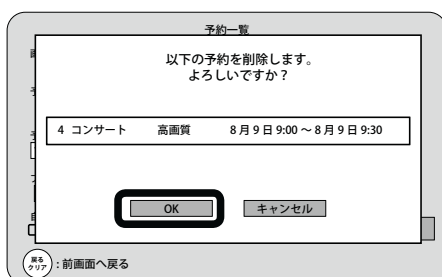 予約一覧
以下の予約を削除します。
よろしいですか？
4 コンサート 高画質 8月9日 9:00 ～ 8月9日 9:30
OK キャンセル
戻る
クリア : 前画面へ戻る